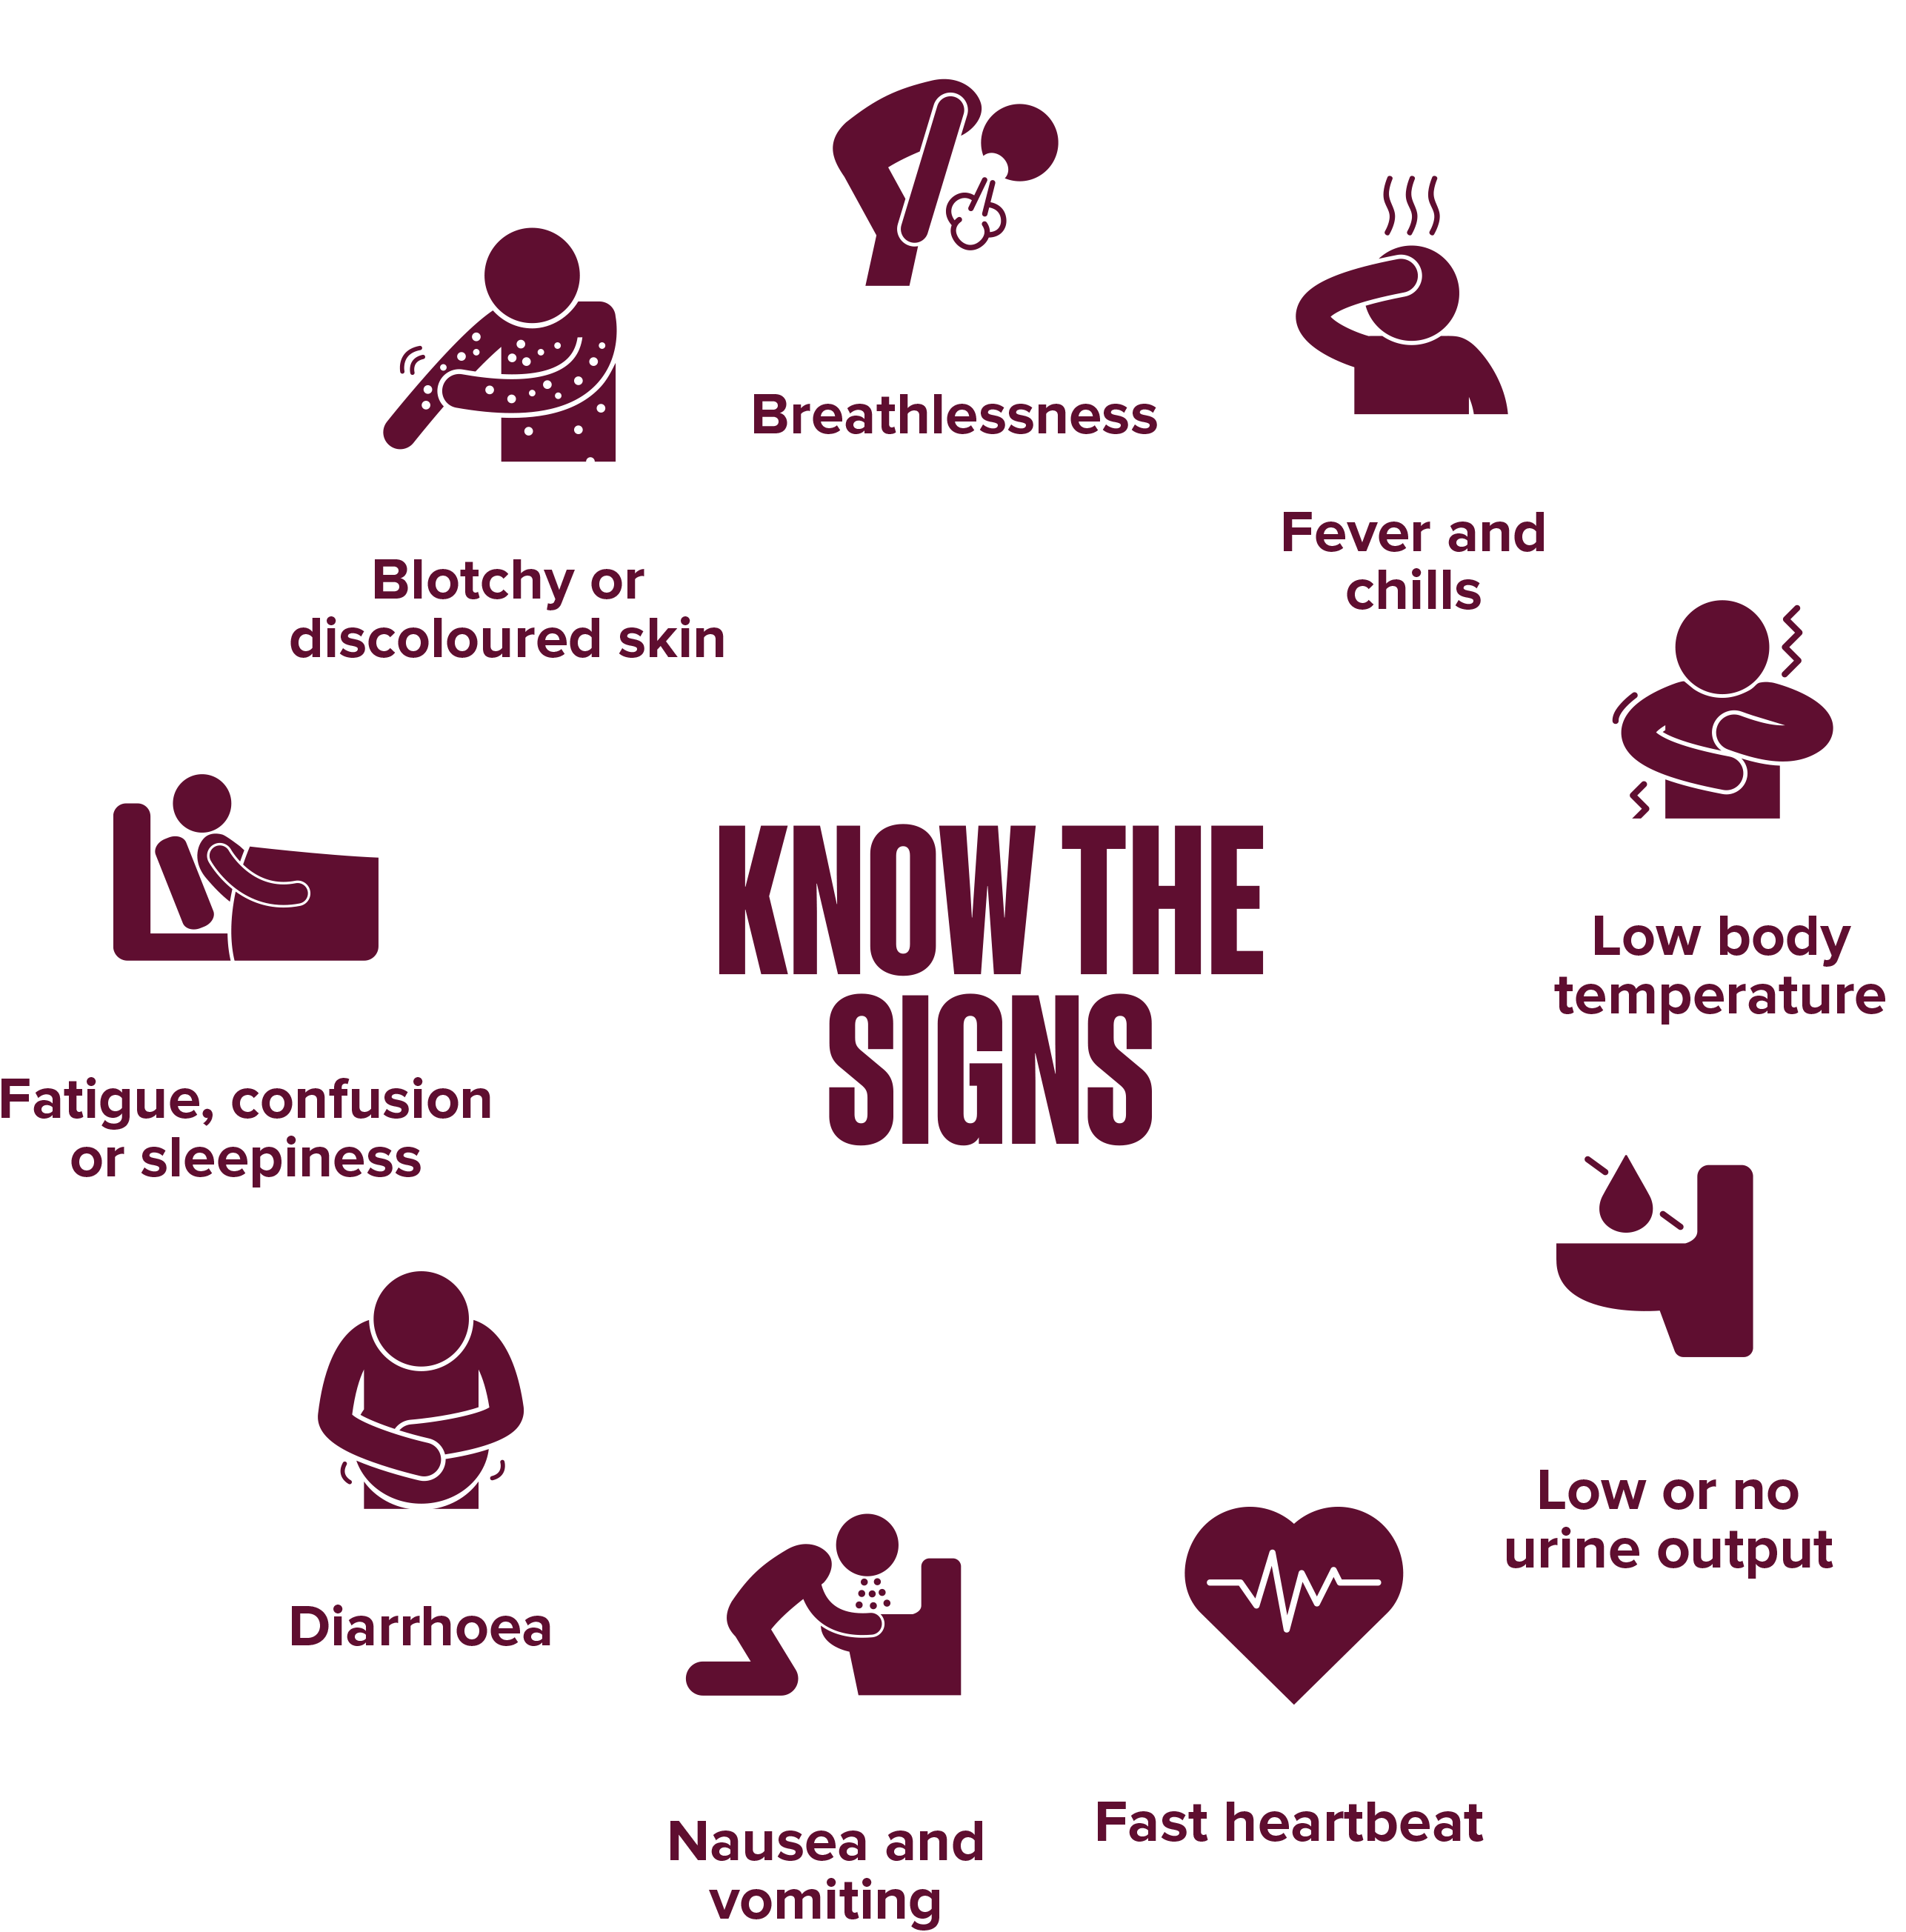 Breathlessness
Fever and
chills
Blotchy or
discoloured skin
Low body
temperature
KNOW THE
SIGNS
Fatigue, confusion
or sleepiness
Low or no
urine output
Diarrhoea
Fast heartbeat
Nausea and
vomiting